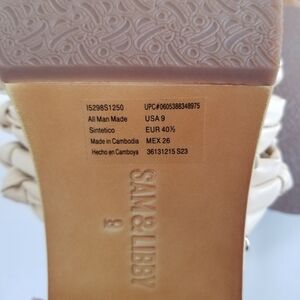 I5298S1250
All Man Made
Sintetico
Made in Cambodia
Hecho en Camboya
UPC#0605388348975
USA 9
EUR 40½
MEX 26
36131215 S23
SAM & LIBBY
9